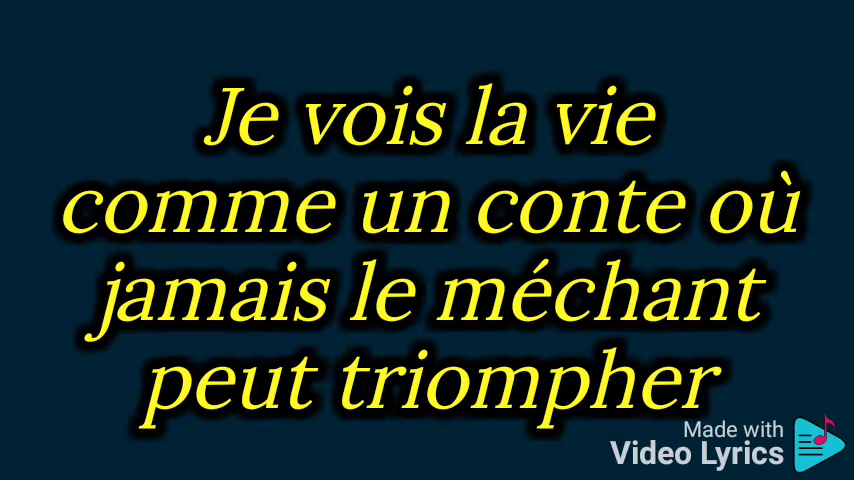 Je vois la vie
comme un conte où
jamais le méchant
peut triompher
Made with
Video Lyrics